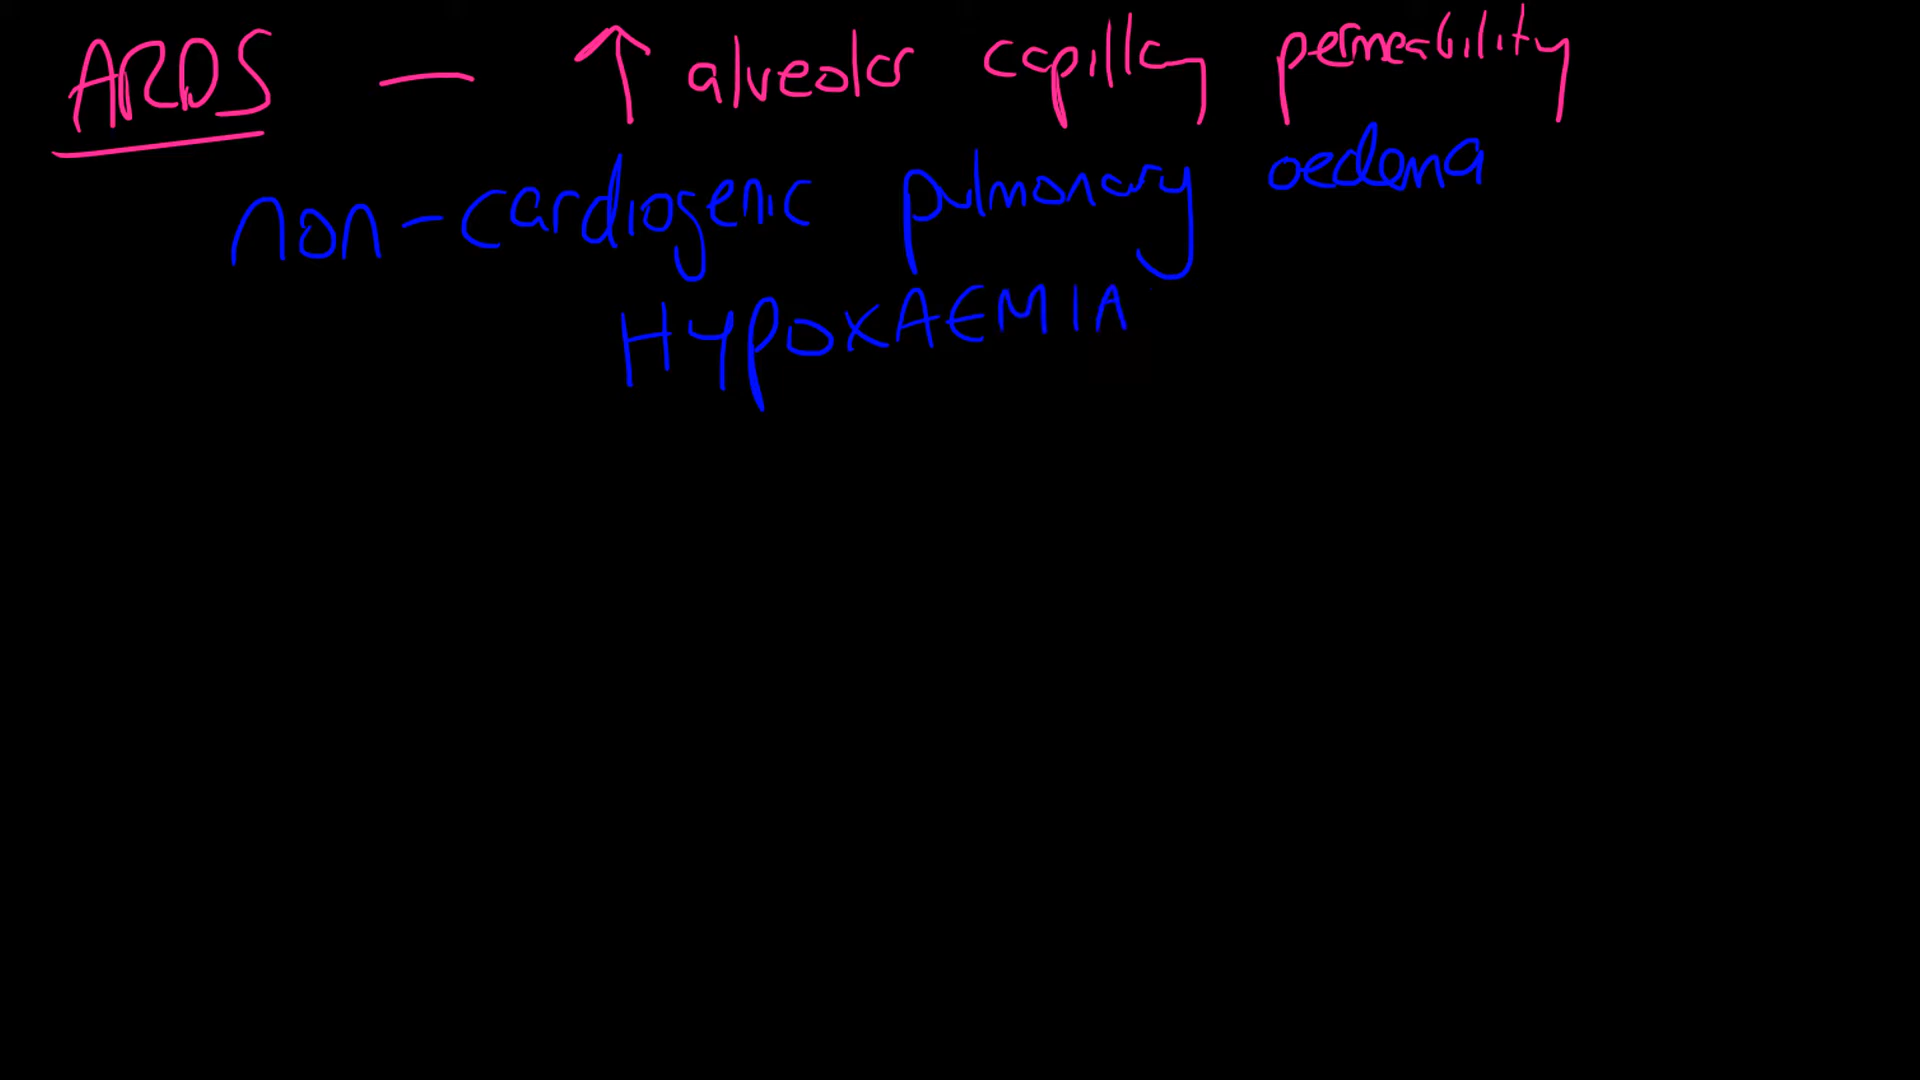 ARDS — ↑ alveolar capillary permeability
non-cardiogenic pulmonary oedema
HYPOXAEMIA